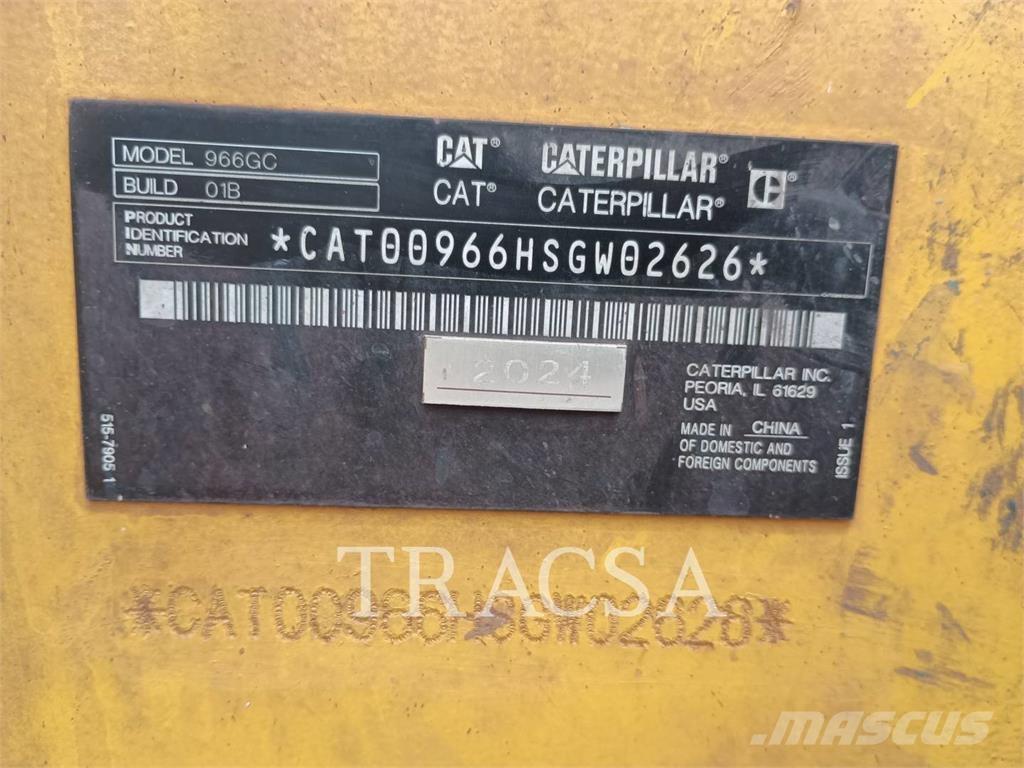 MODEL 966GC
BUILD 01B
CAT® CATERPILLAR®
CAT® CATERPILLAR®
PRODUCT
IDENTIFICATION
NUMBER
*CAT00966HSGW02626*
2024
CATERPILLAR INC.
PEORIA, IL 61629
USA
MADE IN CHINA
OF DOMESTIC AND
FOREIGN COMPONENTS
515-7905 1
ISSUE 1
TRACSA
*CAT00966HSGW02626*
MASCUS